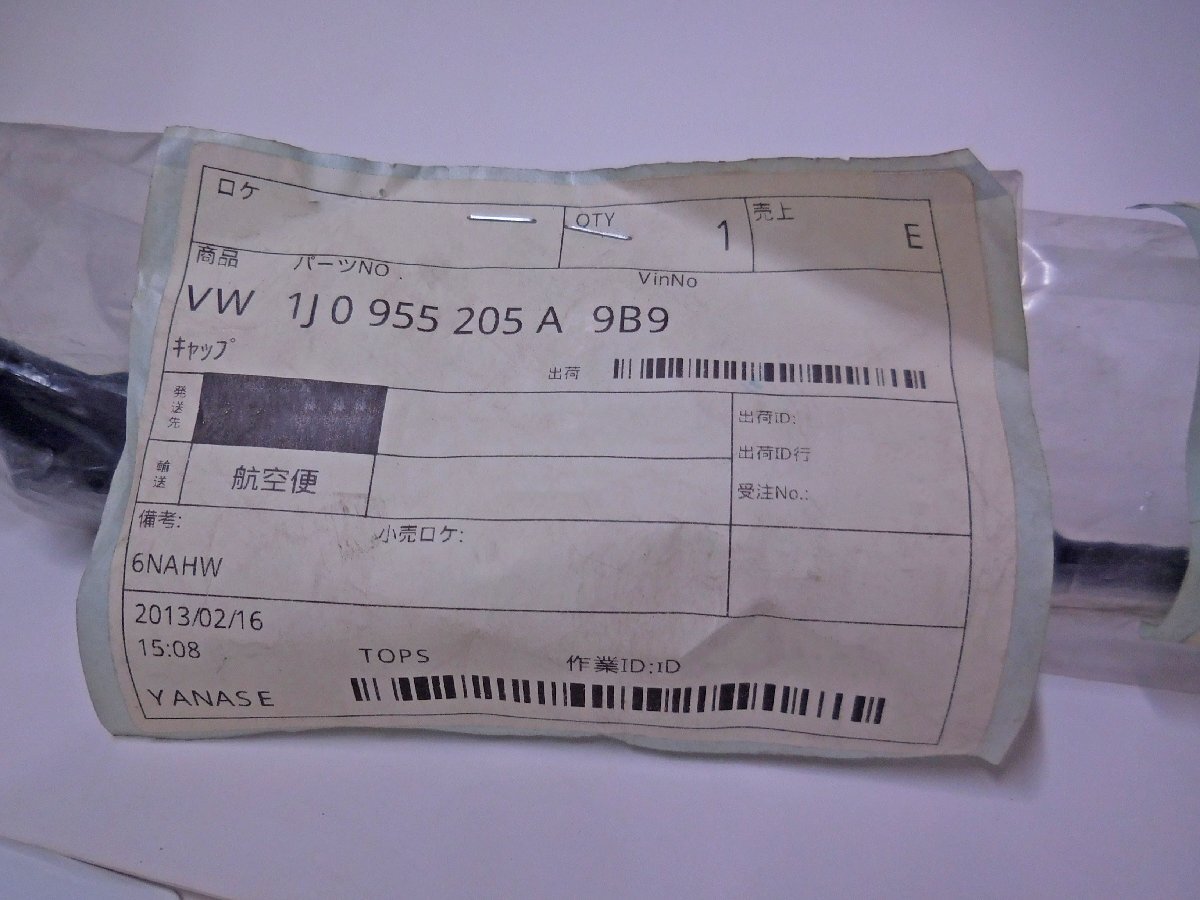 ロケ
QTY 1
売上 E
商品 パーツNO. VinNo
VW 1J0 955 205 A 9B9
ｷｬｯﾌﾟ
出荷
発送先
出荷ID:
出荷ID行
受注No.:
輸送 航空便
備考: 小売ロケ:
6NAHW
2013/02/16
15:08
TOPS 作業ID:ID
YANASE